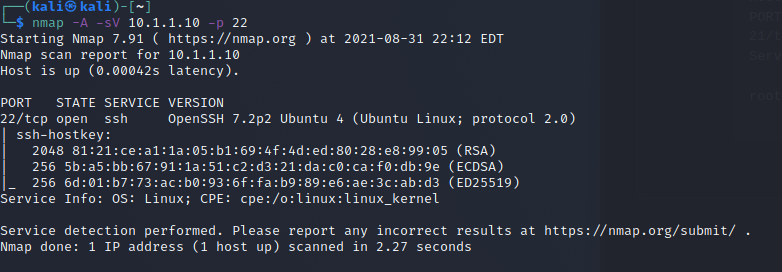 ┌──(kali㉿kali)-[~]
└─$ nmap -A -sV 10.1.1.10 -p 22
Starting Nmap 7.91 ( https://nmap.org ) at 2021-08-31 22:12 EDT
Nmap scan report for 10.1.1.10
Host is up (0.00042s latency).

PORT   STATE SERVICE VERSION
22/tcp open  ssh     OpenSSH 7.2p2 Ubuntu 4 (Ubuntu Linux; protocol 2.0)
| ssh-hostkey:
|   2048 81:21:ce:a1:1a:05:b1:69:4f:4d:ed:80:28:e8:99:05 (RSA)
|   256 5b:a5:bb:67:91:1a:51:c2:d3:21:da:c0:ca:f0:db:9e (ECDSA)
|_  256 6d:01:b7:73:ac:b0:93:6f:fa:b9:89:e6:ae:3c:ab:d3 (ED25519)
Service Info: OS: Linux; CPE: cpe:/o:linux:linux_kernel

Service detection performed. Please report any incorrect results at https://nmap.org/submit/ .
Nmap done: 1 IP address (1 host up) scanned in 2.27 seconds
PORT
21/t
Serv
root